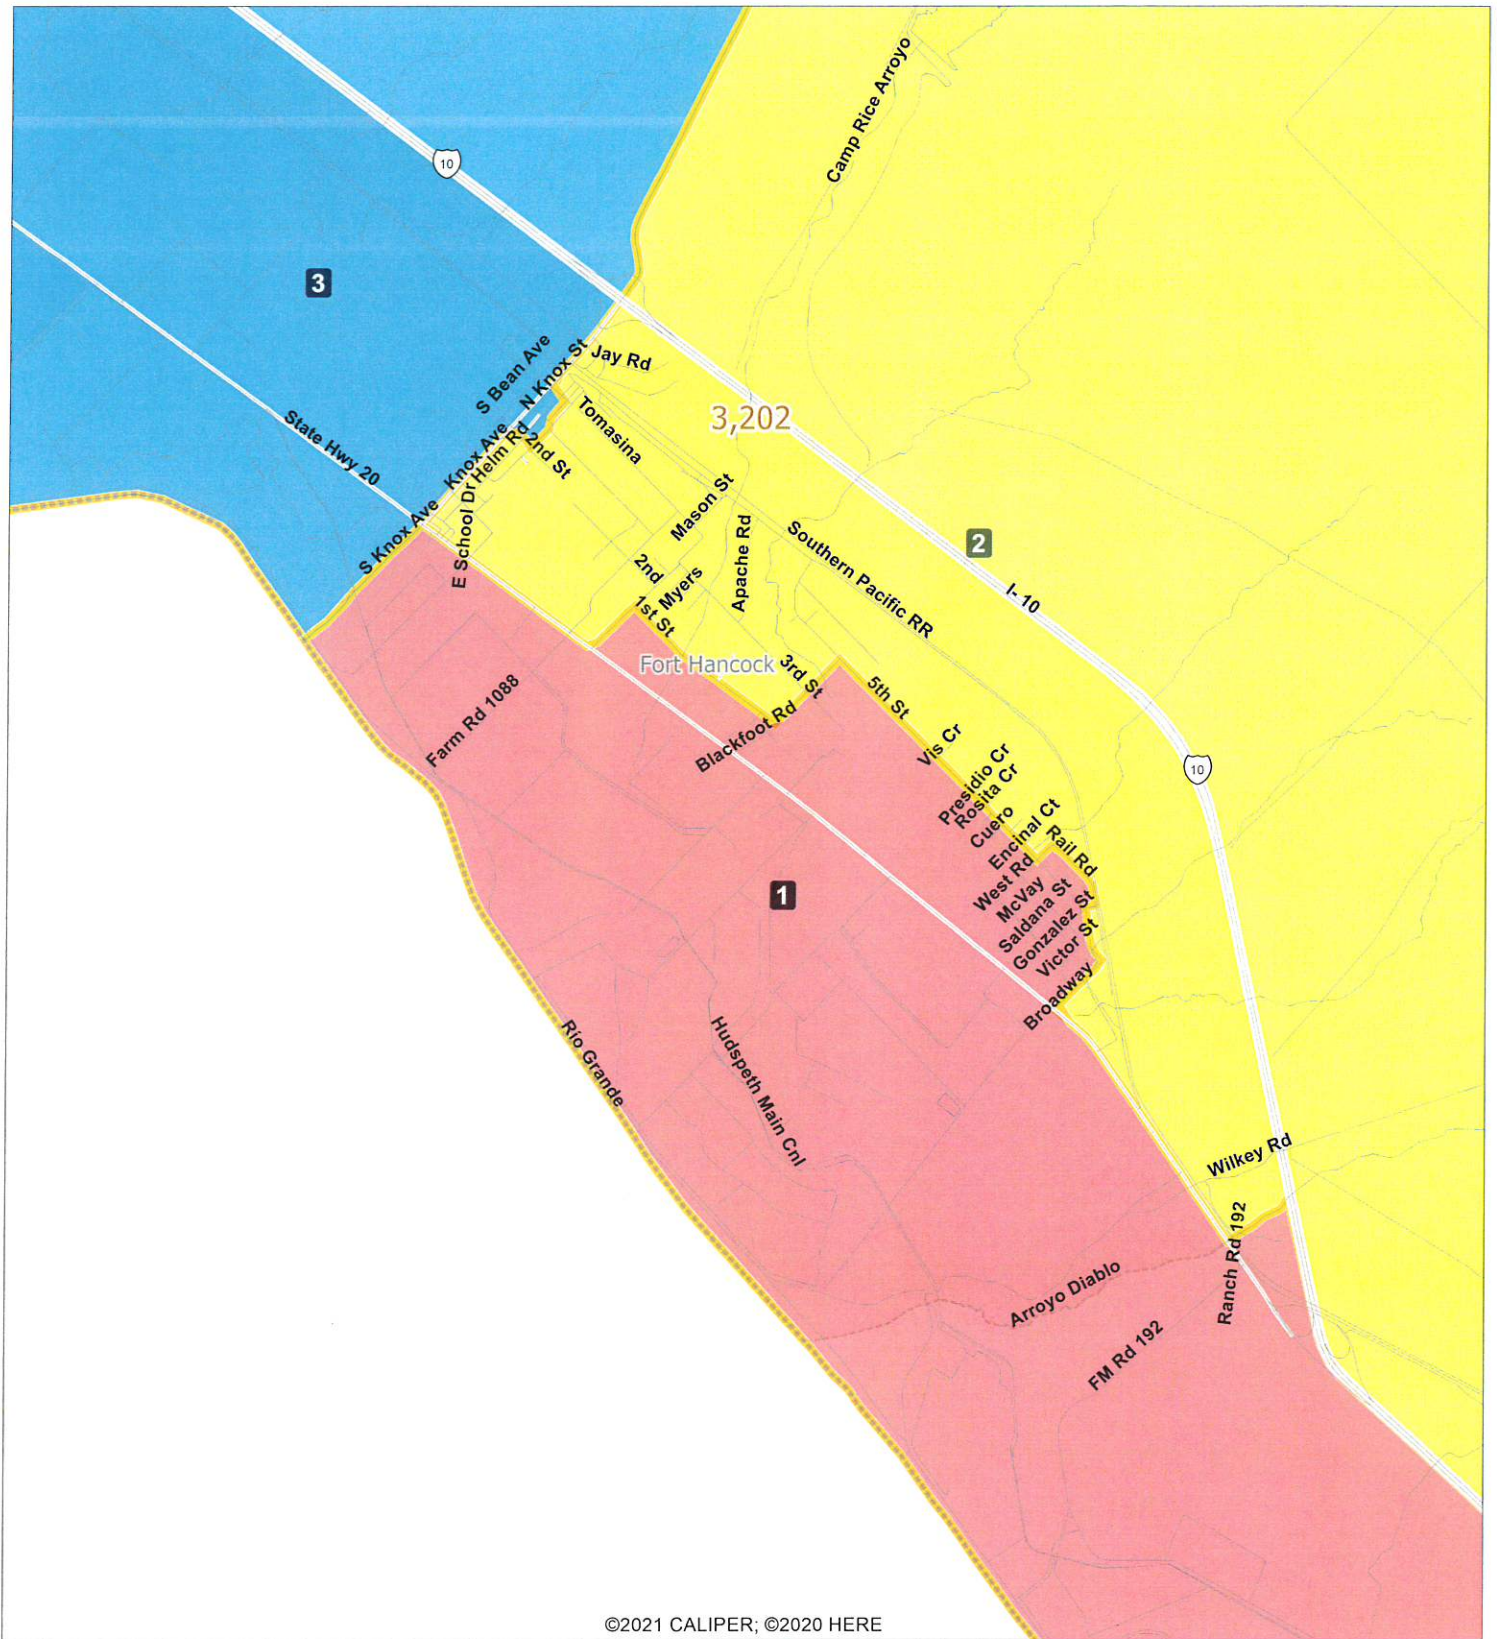 Camp Rice Arroyo
10
3
S Bean Ave
N Knox St
Jay Rd
3,202
State Hwy 20
Knox Ave
Helm Rd
2nd St
Tomasina
S Knox Ave
E School Dr
Mason St
Apache Rd
Southern Pacific RR
2
I- 10
2nd
Myers
1st St
Fort Hancock
3rd St
5th St
Farm Rd 1088
Blackfoot Rd
Vis Cr
10
Presidio Cr
Rosita Cr
Cuero
Encinal Ct
Rail Rd
West Rd
McVay
Saldana St
Gonzalez St
Victor St
Broadway
1
Rio Grande
Hudspeth Main Cnl
Wilkey Rd
Ranch Rd 192
Arroyo Diablo
FM Rd 192
©2021 CALIPER; ©2020 HERE